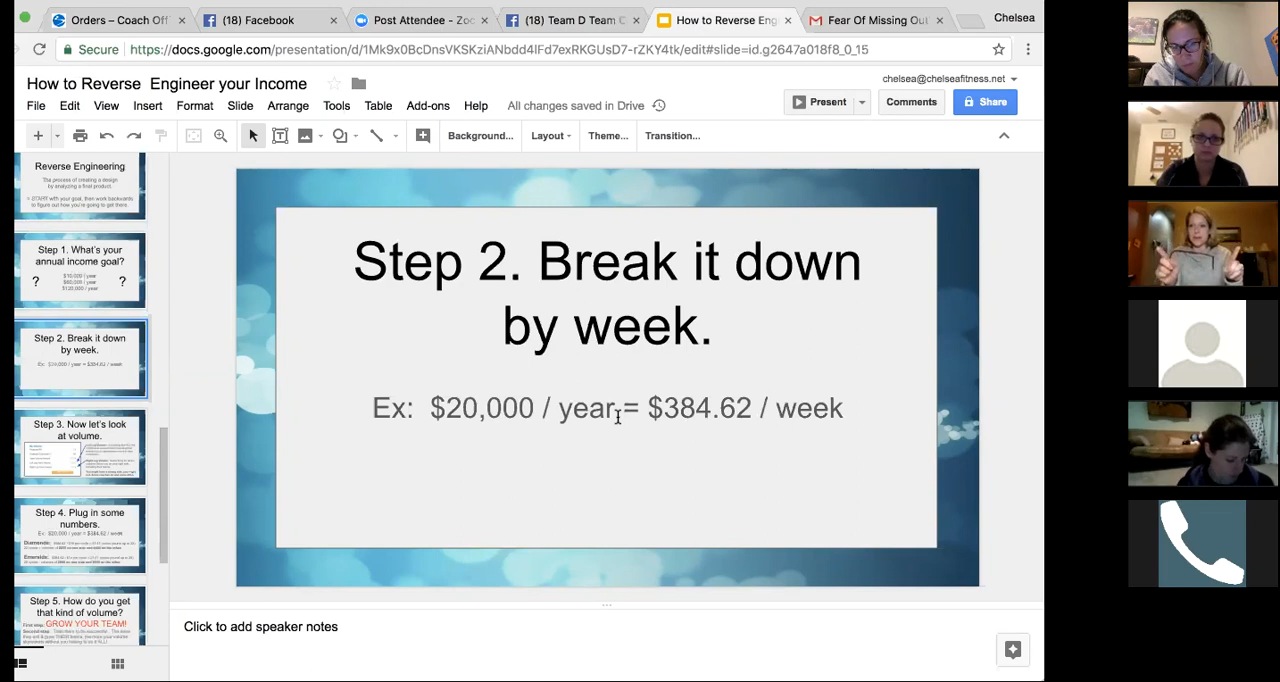 Orders – Coach Off
(18) Facebook
Post Attendee - Zoo
(18) Team D Team C
How to Reverse Eng
Fear Of Missing Out
Chelsea
Secure
https://docs.google.com/presentation/d/1Mk9x0BcDnsVKSKziANbdd4lFd7exRKGUsD7-rZKY4tk/edit#slide=id.g2647a018f8_0_15
How to Reverse Engineer your Income
chelsea@chelseafitness.net
File Edit View Insert Format Slide Arrange Tools Table Add-ons Help All changes saved in Drive
Present
Comments
Share
Background...
Layout
Theme...
Transition...
Reverse Engineering
The process of creating a design
by analyzing a final product.
START with your goal, then work backwards
to figure out how you're going to get there.
Step 1. What's your
annual income goal?
? ?
$120,000 / year
Step 2. Break it down
by week.
Ex: $20,000 / year = $384.62 / week
Step 3. Now let's look
at volume.
Step 4. Plug in some
numbers.
Ex: $20,000 / year = $384.62 / week
Step 5. How do you get
that kind of volume?
First step: GROW YOUR TEAM!
Step 2. Break it down
by week.
Ex: $20,000 / year = $384.62 / week
Click to add speaker notes